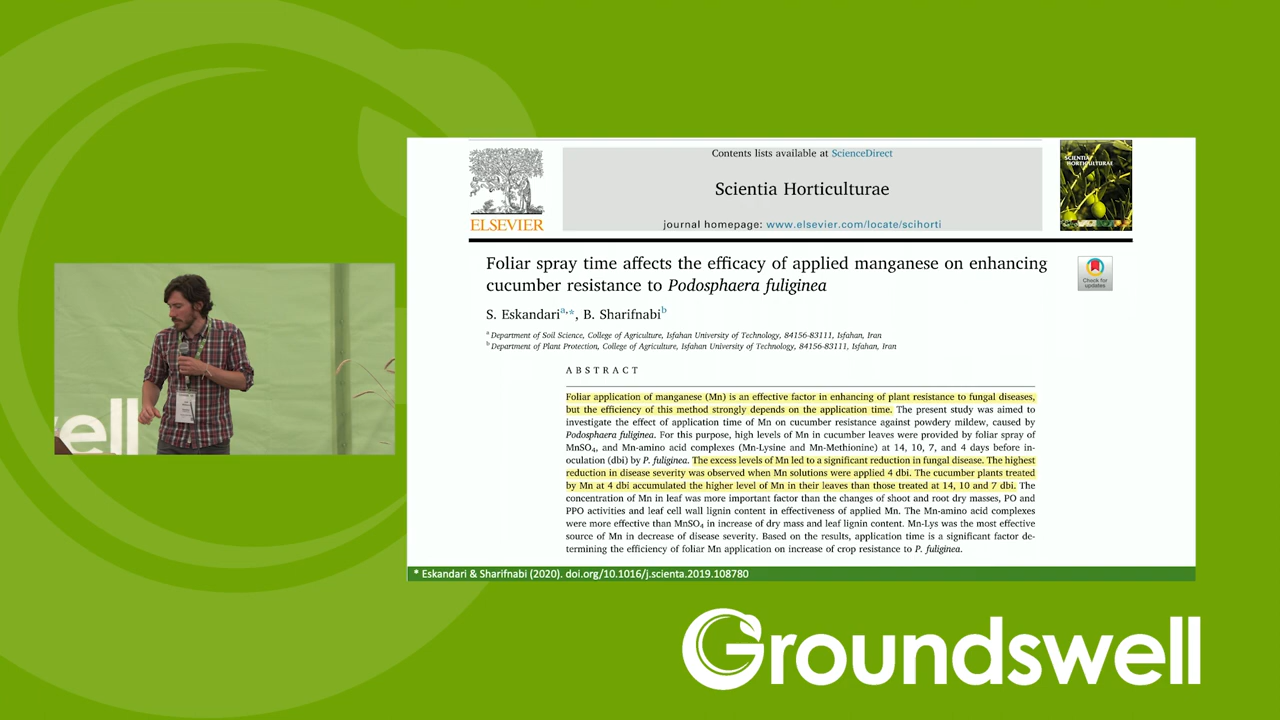 Contents lists available at ScienceDirect
Scientia Horticulturae
journal homepage: www.elsevier.com/locate/scihorti
ELSEVIER
SCIENTIA
HORTICULTURAE
Foliar spray time affects the efficacy of applied manganese on enhancing
cucumber resistance to Podosphaera fuliginea
Check for
updates
S. Eskandaria,*, B. Sharifnabib
a Department of Soil Science, College of Agriculture, Isfahan University of Technology, 84156-83111, Isfahan, Iran
b Department of Plant Protection, College of Agriculture, Isfahan University of Technology, 84156-83111, Isfahan, Iran
ABSTRACT
Foliar application of manganese (Mn) is an effective factor in enhancing of plant resistance to fungal diseases,
but the efficiency of this method strongly depends on the application time. The present study was aimed to
investigate the effect of application time of Mn on cucumber resistance against powdery mildew, caused by
Podosphaera fuliginea. For this purpose, high levels of Mn in cucumber leaves were provided by foliar spray of
MnSO4, and Mn-amino acid complexes (Mn-Lysine and Mn-Methionine) at 14, 10, 7, and 4 days before in-
oculation (dbi) by P. fuliginea. The excess levels of Mn led to a significant reduction in fungal disease. The highest
reduction in disease severity was observed when Mn solutions were applied 4 dbi. The cucumber plants treated
by Mn at 4 dbi accumulated the higher level of Mn in their leaves than those treated at 14, 10 and 7 dbi. The
concentration of Mn in leaf was more important factor than the changes of shoot and root dry masses, PO and
PPO activities and leaf cell wall lignin content in effectiveness of applied Mn. The Mn-amino acid complexes
were more effective than MnSO4 in increase of dry mass and leaf lignin content. Mn-Lys was the most effective
source of Mn in decrease of disease severity. Based on the results, application time is a significant factor de-
termining the efficiency of foliar Mn application on increase of crop resistance to P. fuliginea.
* Eskandari & Sharifnabi (2020). doi.org/10.1016/j.scienta.2019.108780
ell
Groundswell